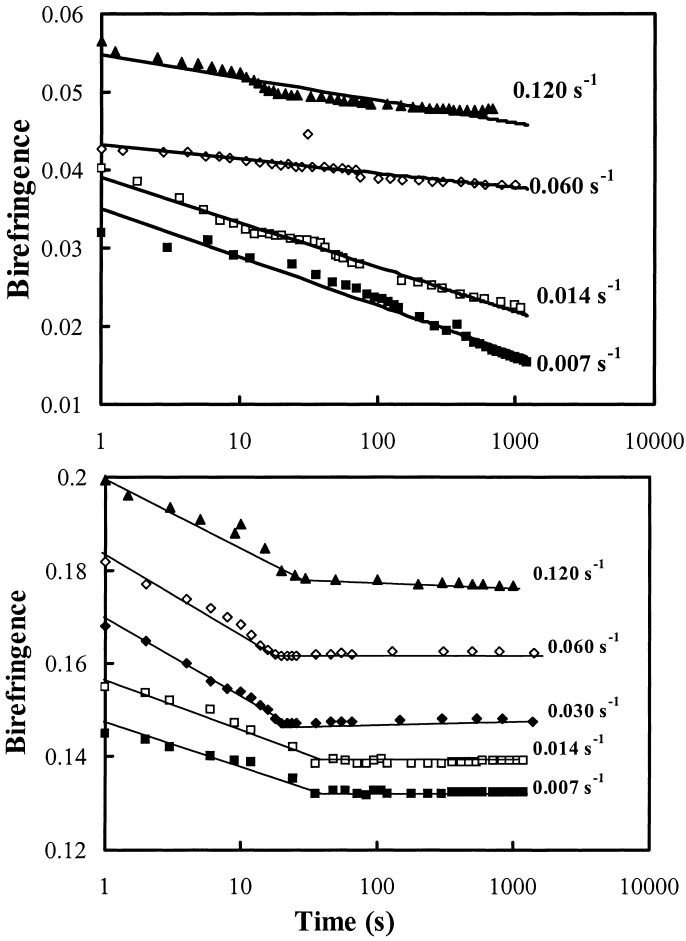 0.06
0.05
0.04
0.03
0.02
0.01
Birefringence
0.120 s-1
0.060 s-1
0.014 s-1
0.007 s-1
1 10 100 1000 10000
0.2
0.18
0.16
0.14
0.12
Birefringence
0.120 s-1
0.060 s-1
0.030 s-1
0.014 s-1
0.007 s-1
1 10 100 1000 10000
Time (s)